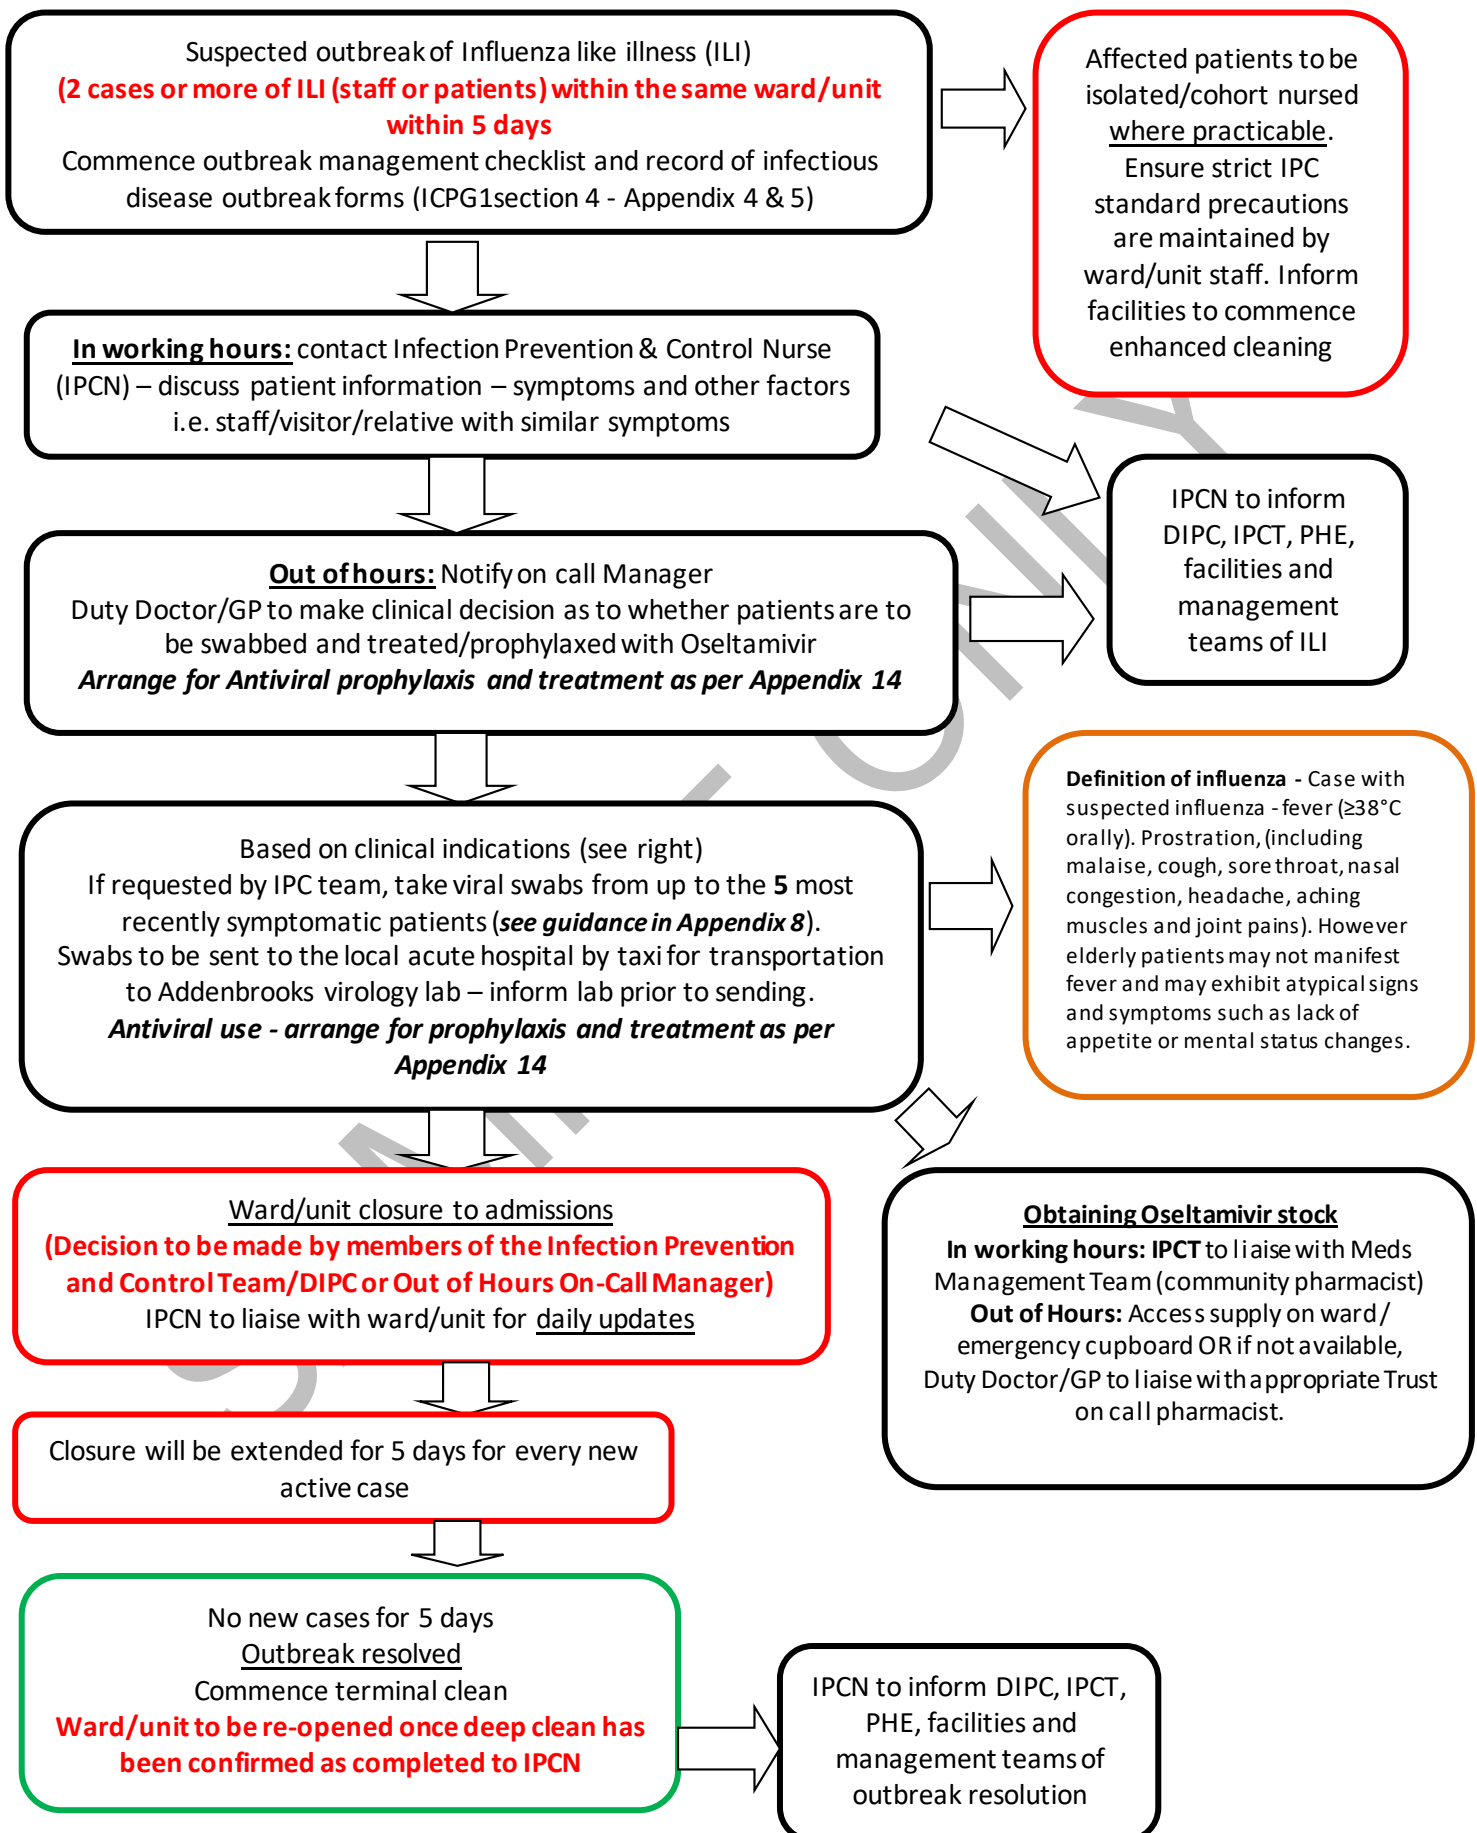 Suspected outbreak of Influenza like illness (ILI)
(2 cases or more of ILI (staff or patients) within the same ward/unit
within 5 days
Commence outbreak management checklist and record of infectious
disease outbreak forms (ICPG1section 4 - Appendix 4 & 5)
Affected patients to be
isolated/cohort nursed
where practicable.
Ensure strict IPC
standard precautions
are maintained by
ward/unit staff. Inform
facilities to commence
enhanced cleaning
In working hours: contact Infection Prevention & Control Nurse
(IPCN) – discuss patient information – symptoms and other factors
i.e. staff/visitor/relative with similar symptoms
IPCN to inform
DIPC, IPCT, PHE,
facilities and
management
teams of ILI
Out of hours: Notify on call Manager
Duty Doctor/GP to make clinical decision as to whether patients are to
be swabbed and treated/prophylaxed with Oseltamivir
Arrange for Antiviral prophylaxis and treatment as per Appendix 14
Definition of influenza - Case with
suspected influenza - fever (≥38°C
orally). Prostration, (including
malaise, cough, sore throat, nasal
congestion, headache, aching
muscles and joint pains). However
elderly patients may not manifest
fever and may exhibit atypical signs
and symptoms such as lack of
appetite or mental status changes.
Based on clinical indications (see right)
If requested by IPC team, take viral swabs from up to the 5 most
recently symptomatic patients (see guidance in Appendix 8).
Swabs to be sent to the local acute hospital by taxi for transportation
to Addenbrooks virology lab – inform lab prior to sending.
Antiviral use - arrange for prophylaxis and treatment as per
Appendix 14
Ward/unit closure to admissions
(Decision to be made by members of the Infection Prevention
and Control Team/DIPC or Out of Hours On-Call Manager)
IPCN to liaise with ward/unit for daily updates
Obtaining Oseltamivir stock
In working hours: IPCT to liaise with Meds
Management Team (community pharmacist)
Out of Hours: Access supply on ward/
emergency cupboard OR if not available,
Duty Doctor/GP to liaise with appropriate Trust
on call pharmacist.
Closure will be extended for 5 days for every new
active case
No new cases for 5 days
Outbreak resolved
Commence terminal clean
Ward/unit to be re-opened once deep clean has
been confirmed as completed to IPCN
IPCN to inform DIPC, IPCT,
PHE, facilities and
management teams of
outbreak resolution
ONLY